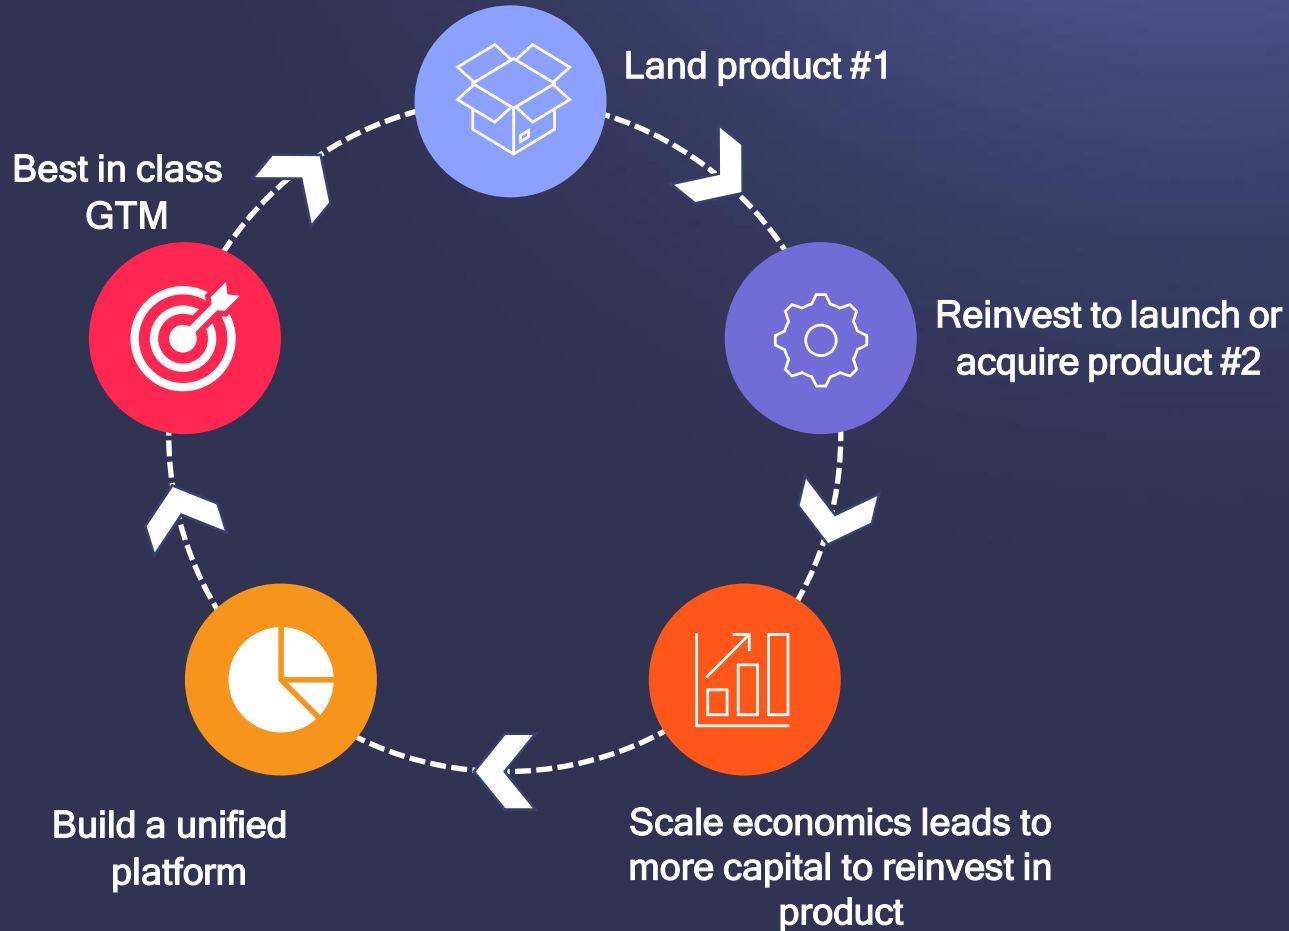 Land product #1
Reinvest to launch or
acquire product #2
Scale economics leads to
more capital to reinvest in
product
Build a unified
platform
Best in class
GTM